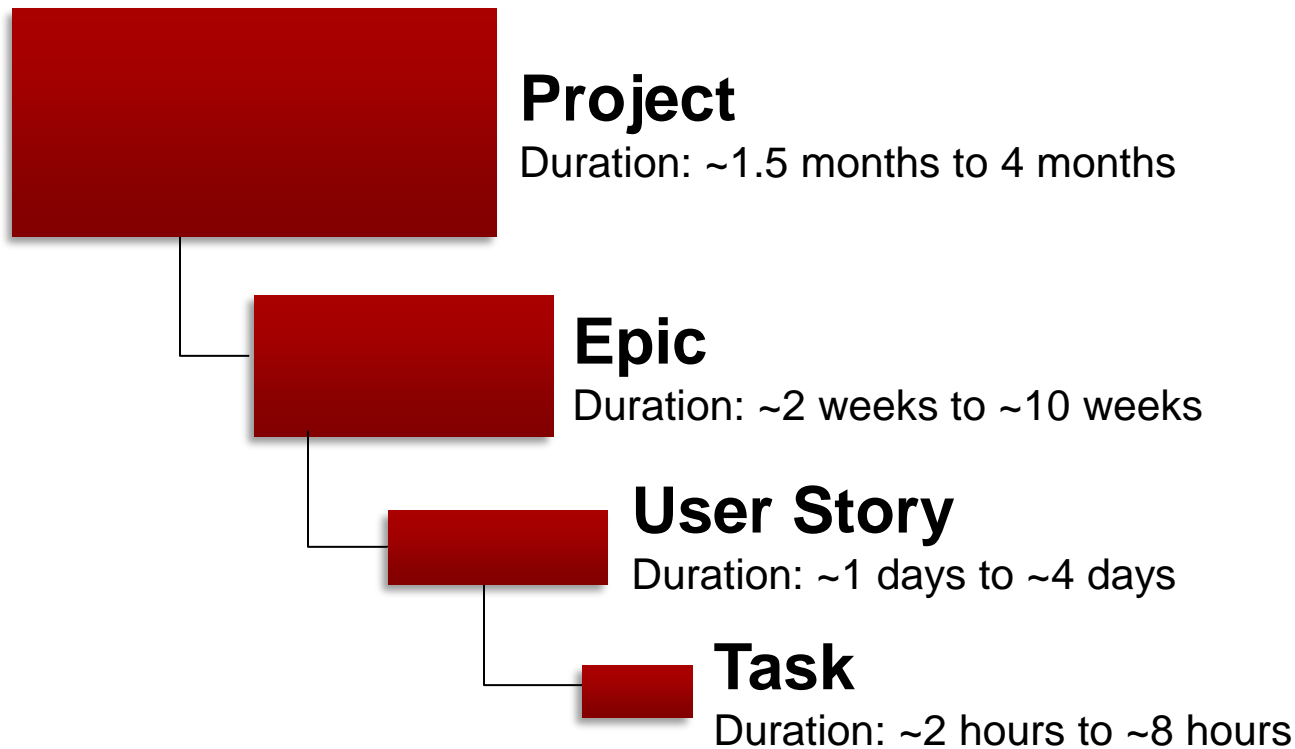 Project
Duration: ~1.5 months to 4 months
Epic
Duration: ~2 weeks to ~10 weeks
User Story
Duration: ~1 days to ~4 days
Task
Duration: ~2 hours to ~8 hours